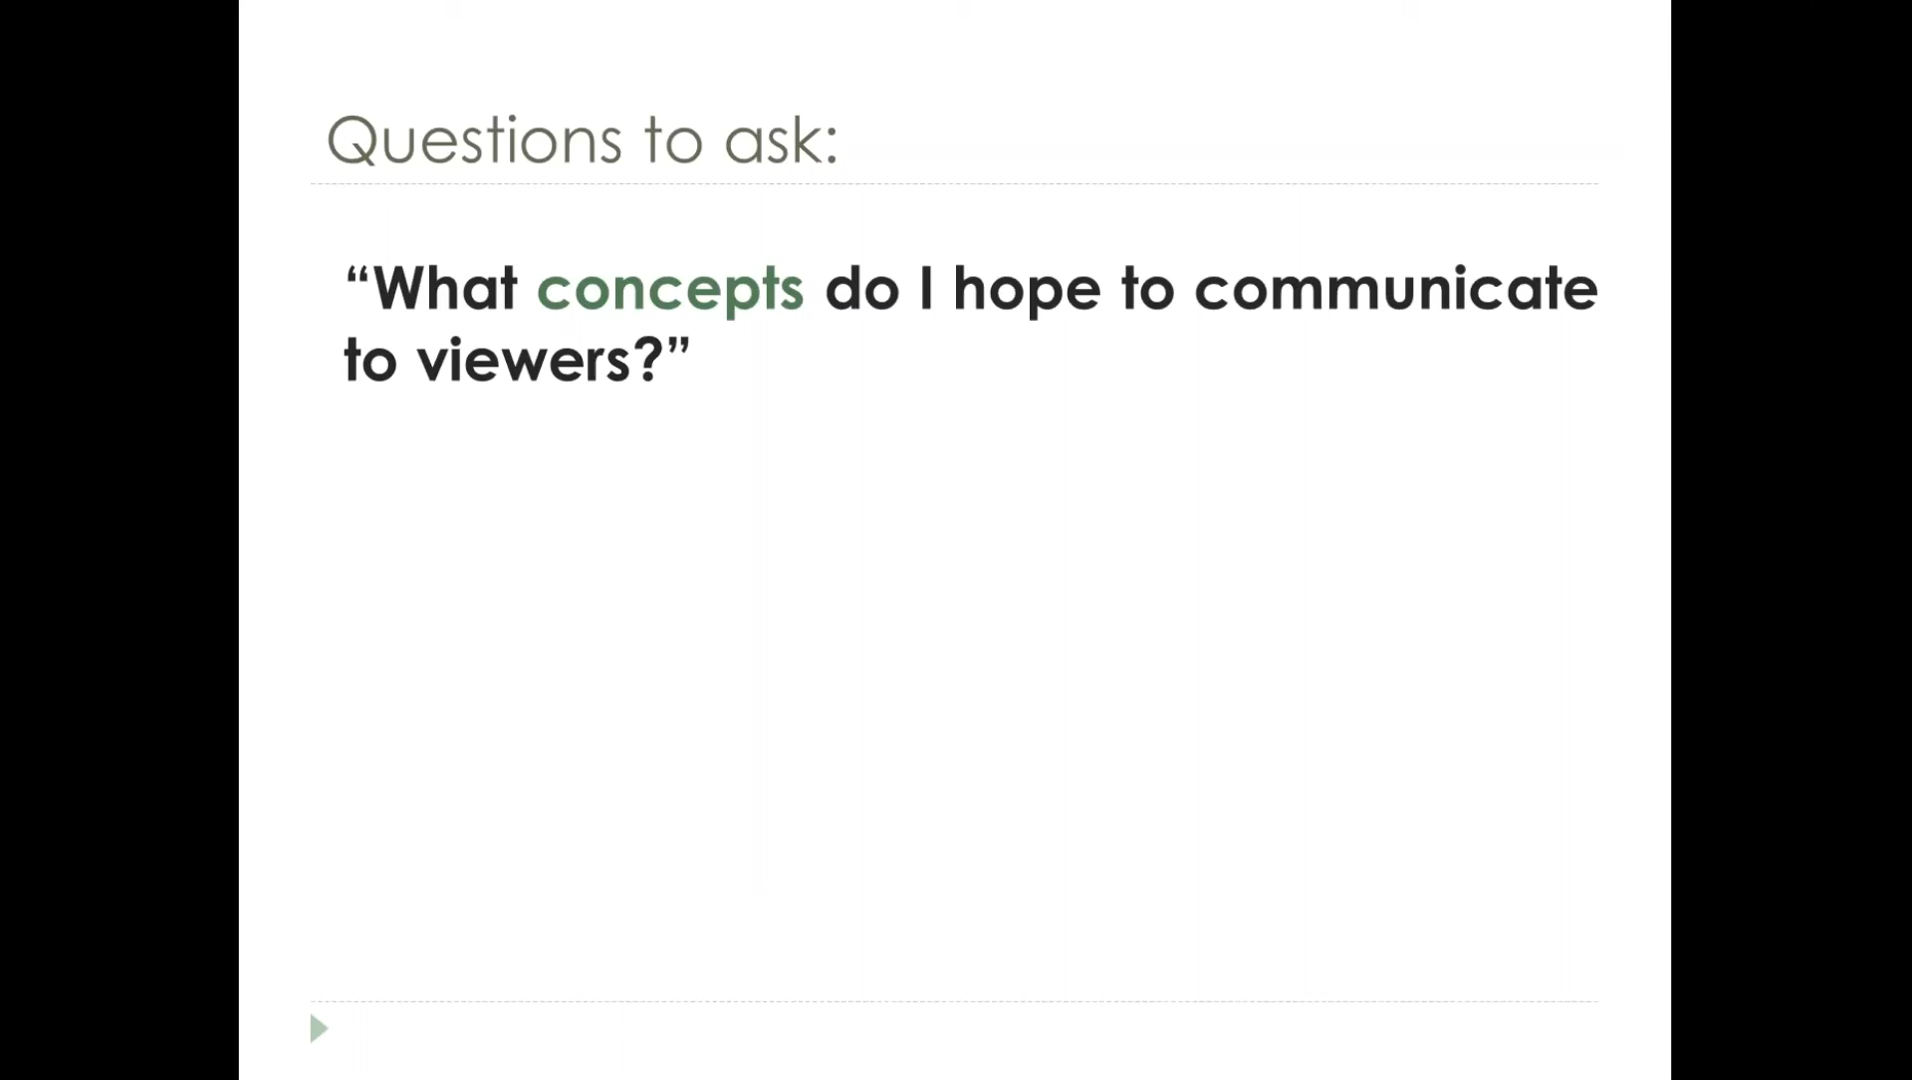 Questions to ask:
“What concepts do I hope to communicate
to viewers?”